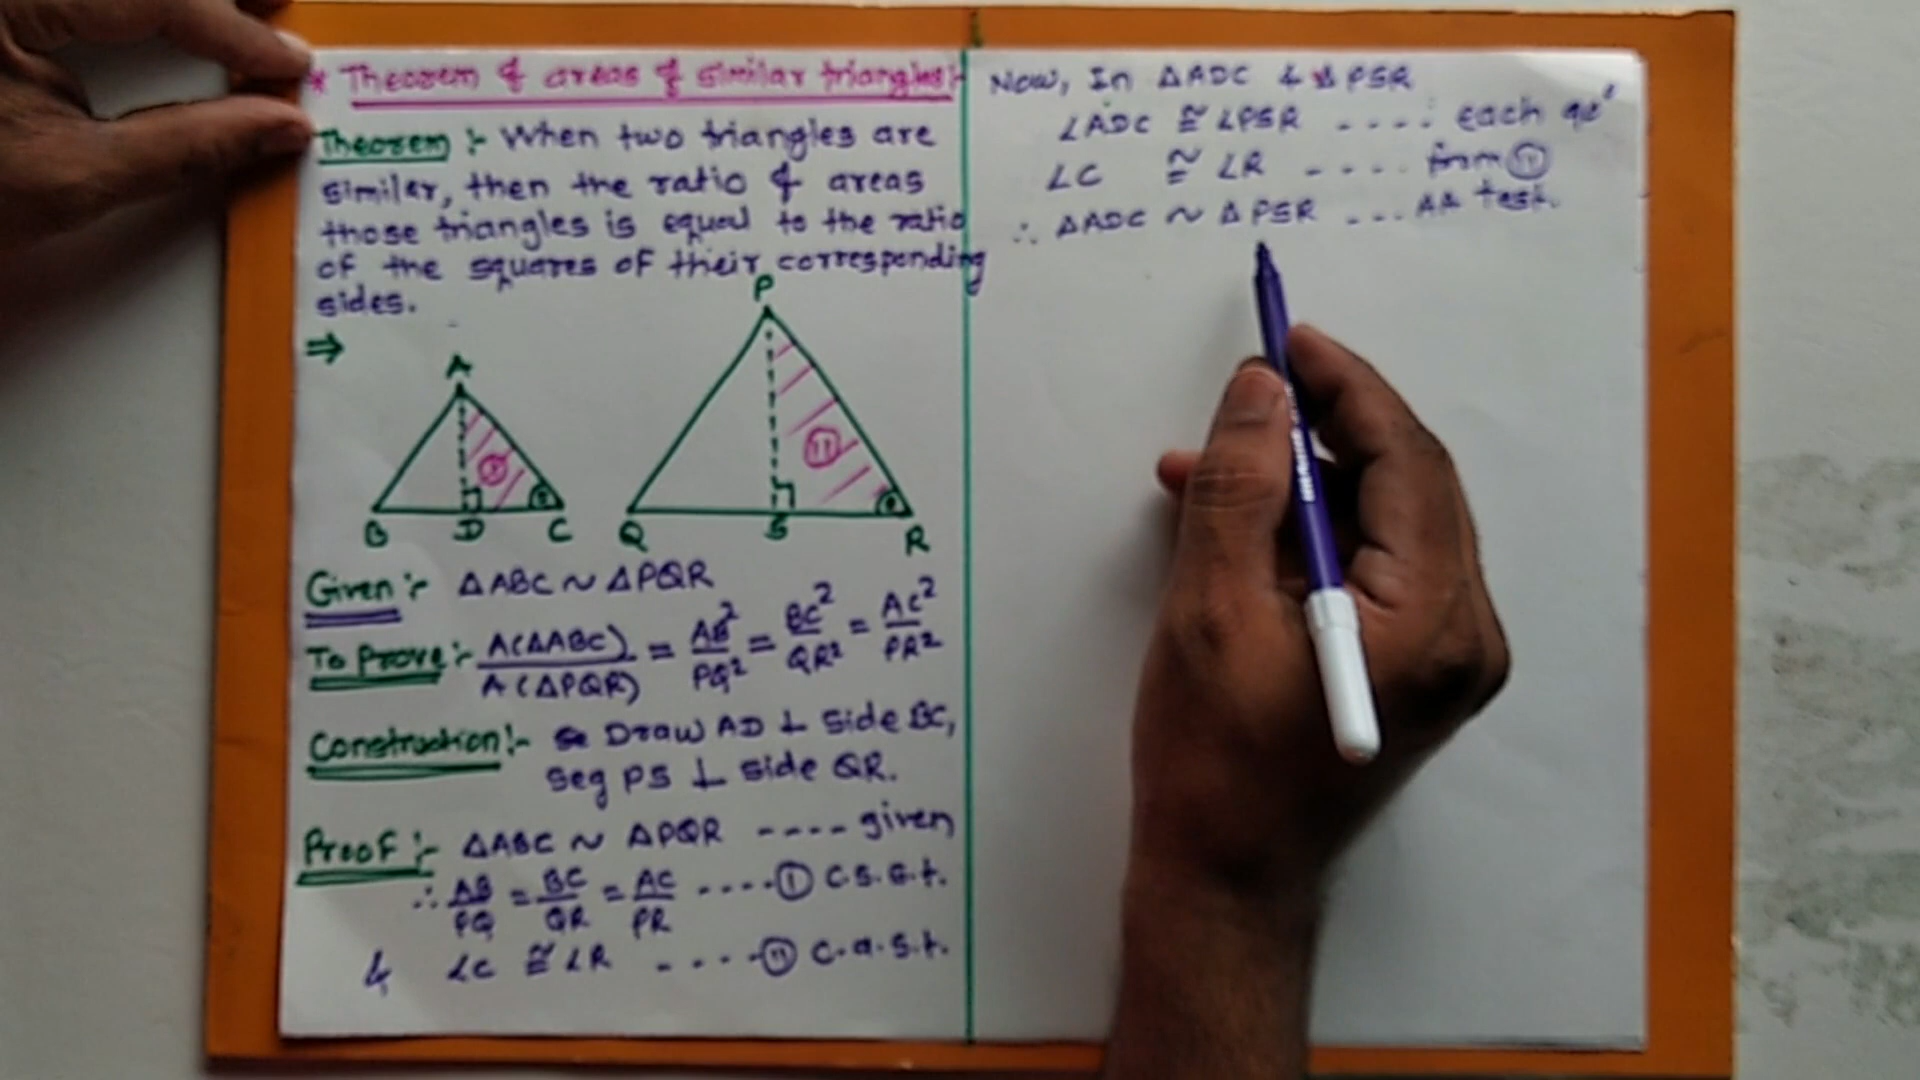 * Theorem of areas of similar triangles:-
Theorem :- When two triangles are
similar, then the ratio of areas
those triangles is equal to the ratio
of the squares of their corresponding
sides.
⇒
A
B D C
P
11
Q S R
Given :- ΔABC ~ ΔPQR
To Prove :- A(ΔABC) / A(ΔPQR) = AB² / PQ² = BC² / QR² = AC² / PR²
Construction :- Draw AD ⊥ side BC,
seg PS ⊥ side QR.
Proof :- ΔABC ~ ΔPQR ---- given
∴ AB / PQ = BC / QR = AC / PR ----① c.s.s.t.
& ∠C ≅ ∠R ----⑪ c.a.s.t.
Now, In ΔADC & ΔPSR
∠ADC ≅ ∠PSR .... each 90°
∠C ≅ ∠R .... from ⑪
∴ ΔADC ~ ΔPSR ... AA test.